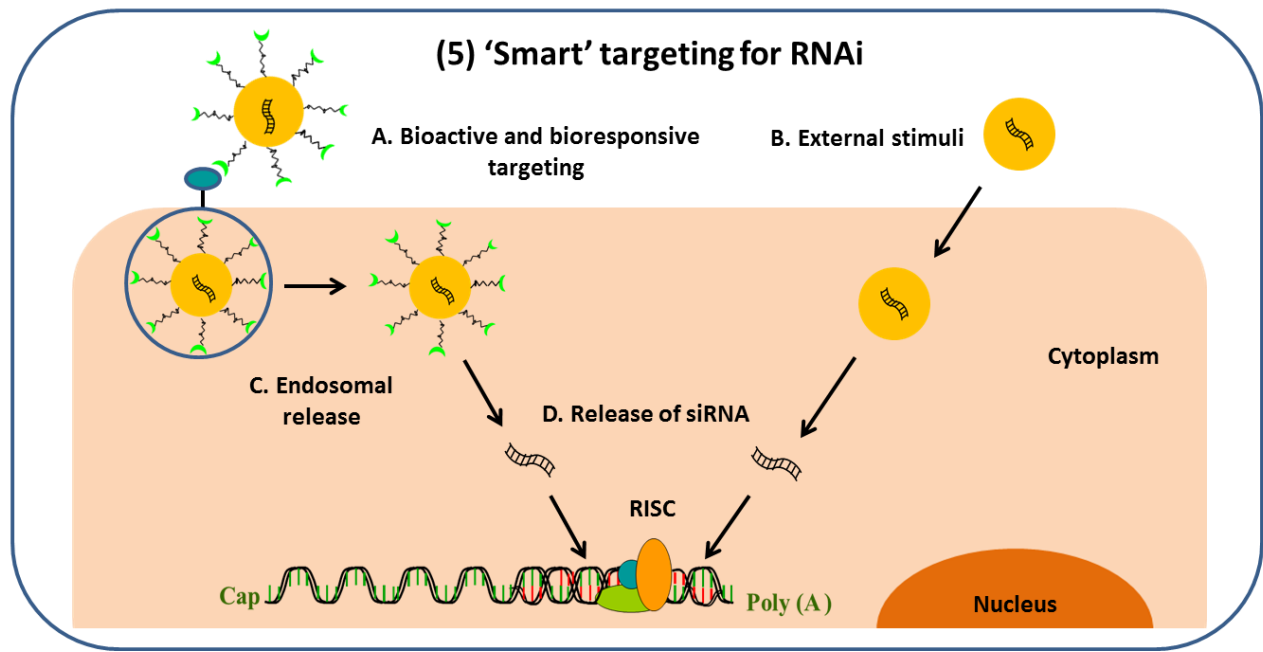 (5) ‘Smart’ targeting for RNAi
A. Bioactive and bioresponsive
targeting
B. External stimuli
Cytoplasm
C. Endosomal
release
D. Release of siRNA
RISC
Cap
Poly (A)
Nucleus